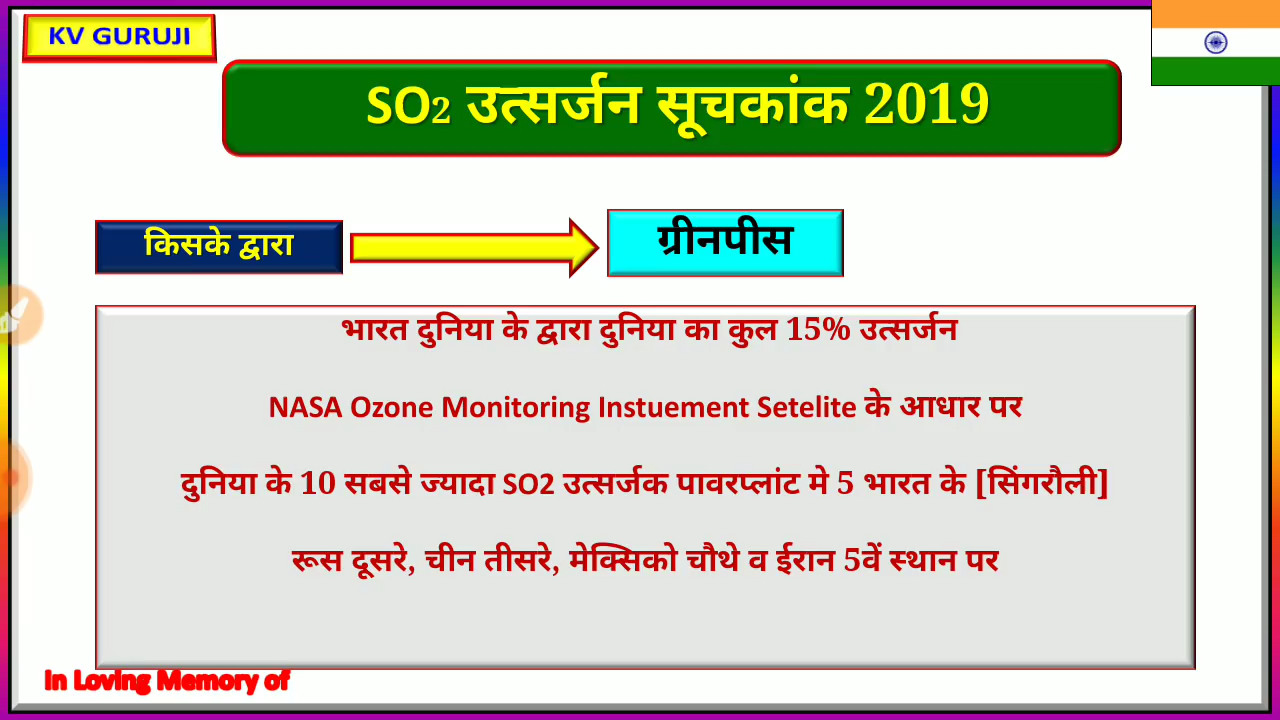 KV GURUJI
SO2 उत्सर्जन सूचकांक 2019
किसके द्वारा
ग्रीनपीस
भारत दुनिया के द्वारा दुनिया का कुल 15% उत्सर्जन
NASA Ozone Monitoring Instuement Setelite के आधार पर
दुनिया के 10 सबसे ज्यादा SO2 उत्सर्जक पावरप्लांट मे 5 भारत के [सिंगरौली]
रूस दूसरे, चीन तीसरे, मेक्सिको चौथे व ईरान 5वें स्थान पर
In Loving Memory of